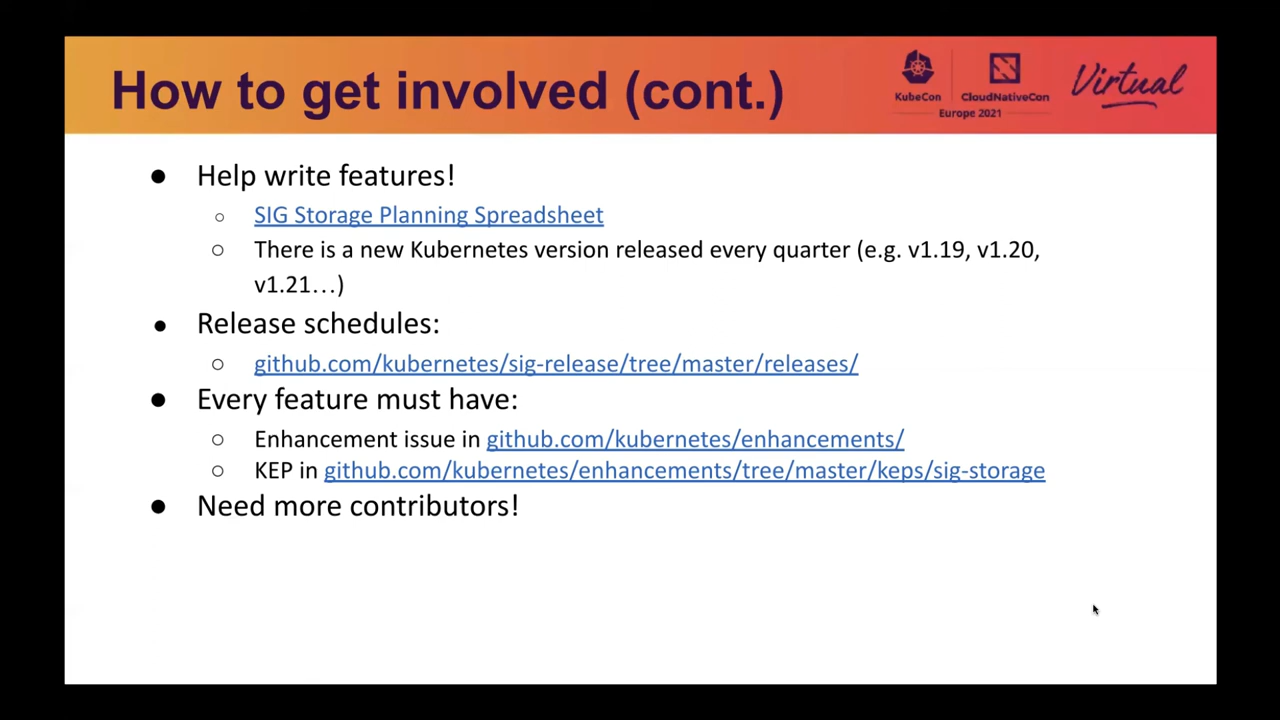 How to get involved (cont.)
KubeCon
CloudNativeCon
Europe 2021
Virtual
● Help write features!
○ SIG Storage Planning Spreadsheet
○ There is a new Kubernetes version released every quarter (e.g. v1.19, v1.20,
v1.21…)
● Release schedules:
○ github.com/kubernetes/sig-release/tree/master/releases/
● Every feature must have:
○ Enhancement issue in github.com/kubernetes/enhancements/
○ KEP in github.com/kubernetes/enhancements/tree/master/keps/sig-storage
● Need more contributors!